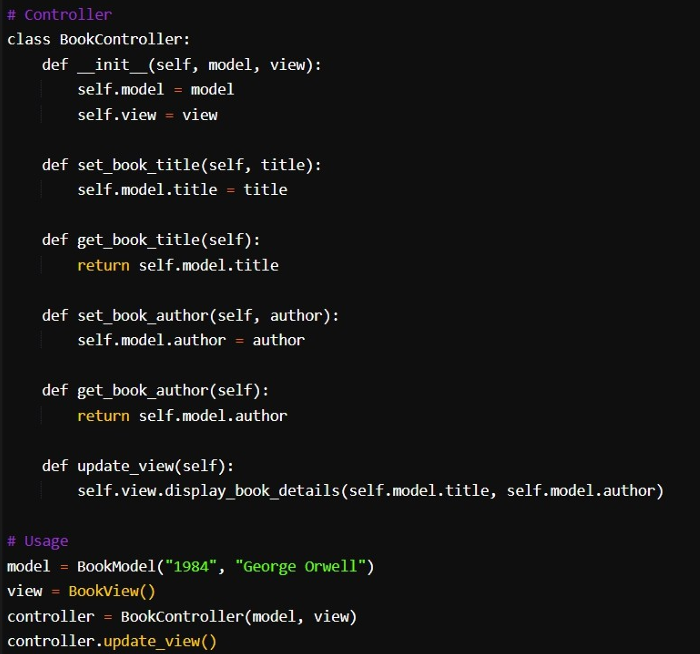 # Controller
class BookController:
    def __init__(self, model, view):
        self.model = model
        self.view = view

    def set_book_title(self, title):
        self.model.title = title

    def get_book_title(self):
        return self.model.title

    def set_book_author(self, author):
        self.model.author = author

    def get_book_author(self):
        return self.model.author

    def update_view(self):
        self.view.display_book_details(self.model.title, self.model.author)

# Usage
model = BookModel("1984", "George Orwell")
view = BookView()
controller = BookController(model, view)
controller.update_view()